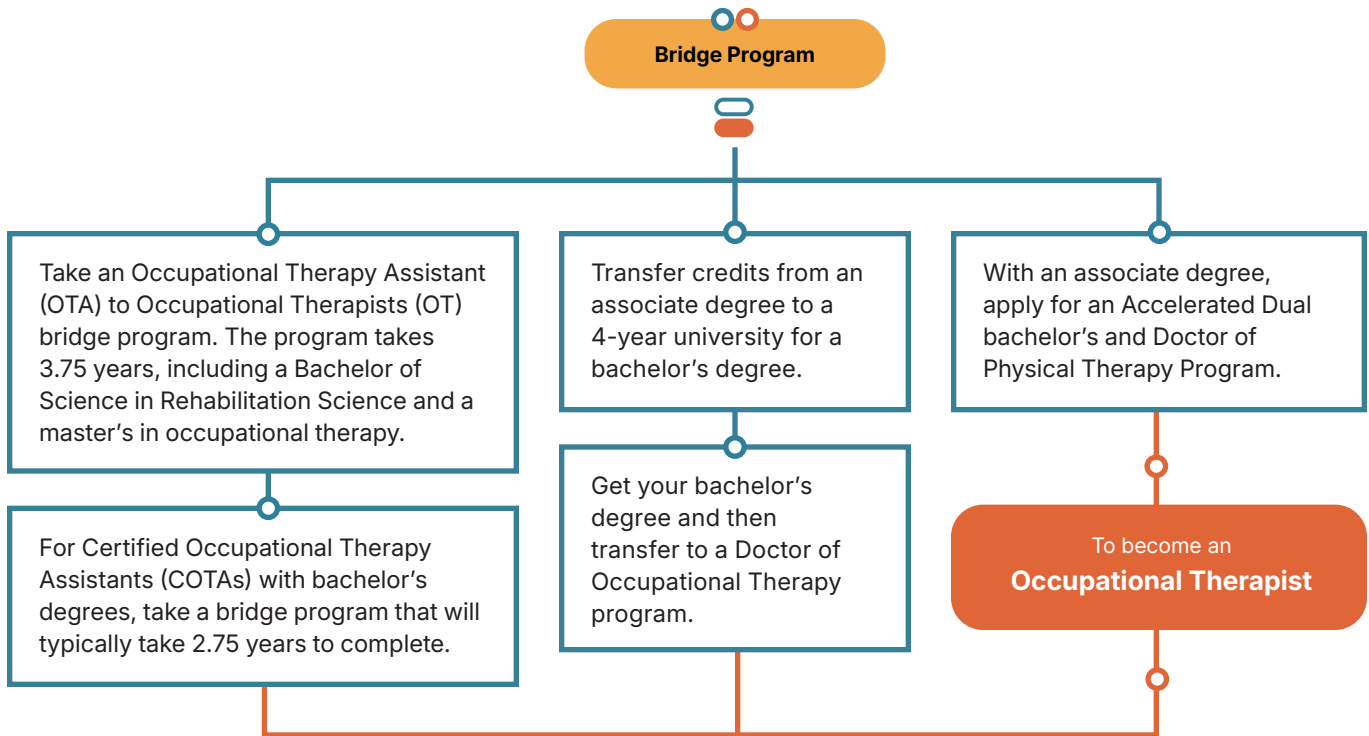 Bridge Program
Take an Occupational Therapy Assistant
(OTA) to Occupational Therapists (OT)
bridge program. The program takes
3.75 years, including a Bachelor of
Science in Rehabilitation Science and a
master’s in occupational therapy.
For Certified Occupational Therapy
Assistants (COTAs) with bachelor’s
degrees, take a bridge program that will
typically take 2.75 years to complete.
Transfer credits from an
associate degree to a
4-year university for a
bachelor’s degree.
Get your bachelor’s
degree and then
transfer to a Doctor of
Occupational Therapy
program.
With an associate degree,
apply for an Accelerated Dual
bachelor’s and Doctor of
Physical Therapy Program.
To become an
Occupational Therapist